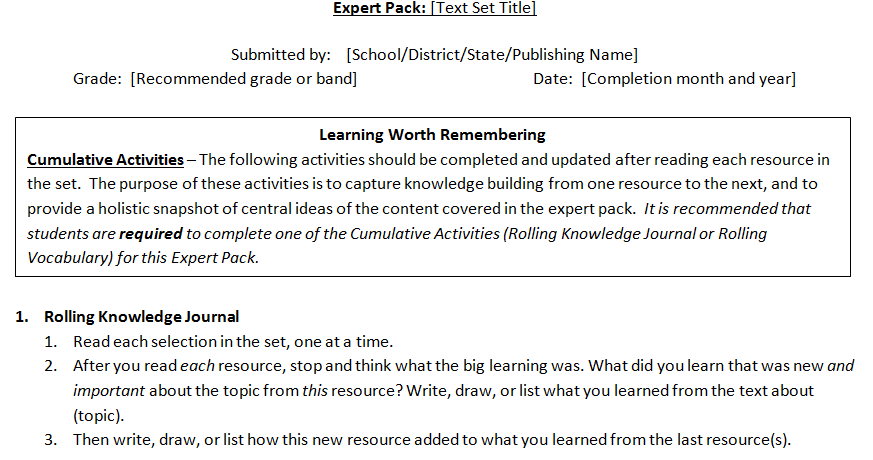 Expert Pack: [Text Set Title]
Submitted by: [School/District/State/Publishing Name]
Grade: [Recommended grade or band] Date: [Completion month and year]
Learning Worth Remembering
Cumulative Activities – The following activities should be completed and updated after reading each resource in
the set. The purpose of these activities is to capture knowledge building from one resource to the next, and to
provide a holistic snapshot of central ideas of the content covered in the expert pack. It is recommended that
students are required to complete one of the Cumulative Activities (Rolling Knowledge Journal or Rolling
Vocabulary) for this Expert Pack.
1. Rolling Knowledge Journal
1. Read each selection in the set, one at a time.
2. After you read each resource, stop and think what the big learning was. What did you learn that was new and
important about the topic from this resource? Write, draw, or list what you learned from the text about
(topic).
3. Then write, draw, or list how this new resource added to what you learned from the last resource(s).